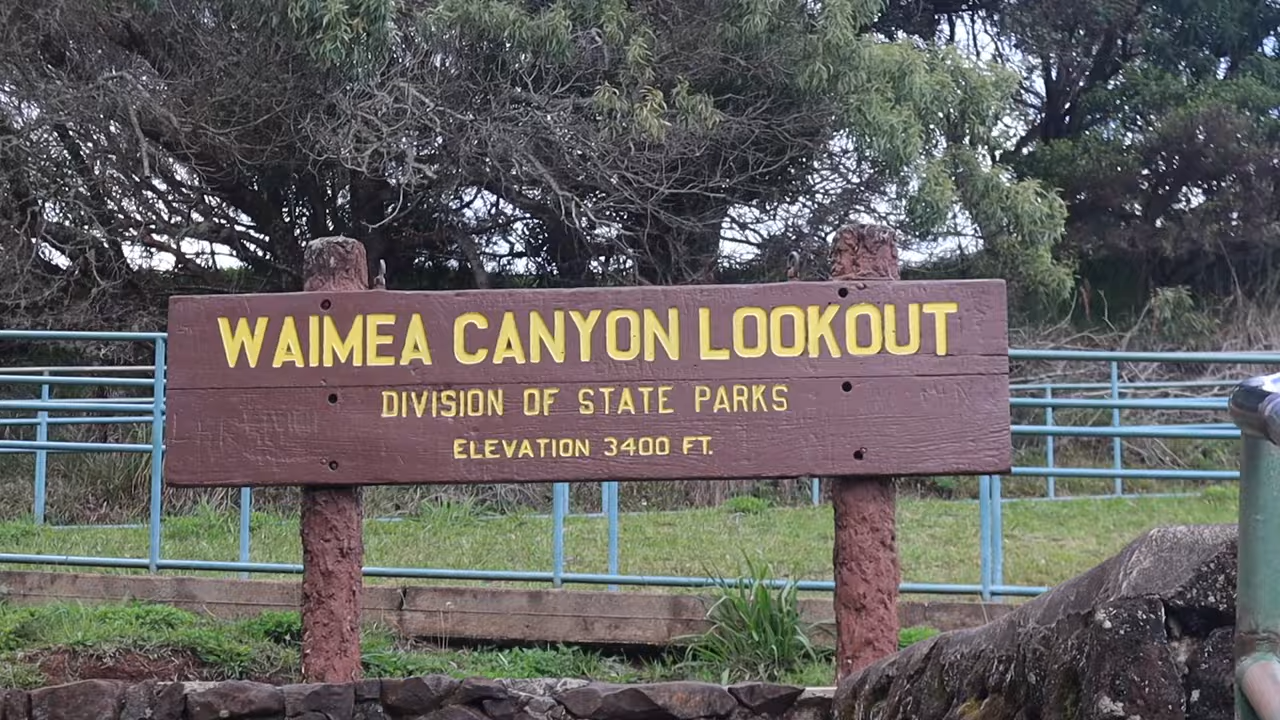 WAIMEA CANYON LOOKOUT
DIVISION OF STATE PARKS
ELEVATION 3400 FT.